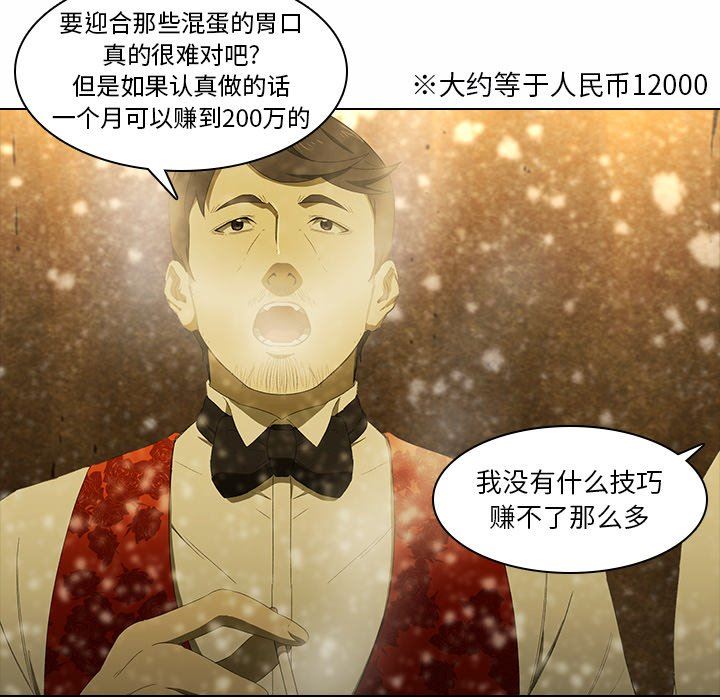 要迎合那些混蛋的胃口
真的很难对吧?
但是如果认真做的话
一个月可以赚到200万的
※大约等于人民币12000
我没有什么技巧
赚不了那么多